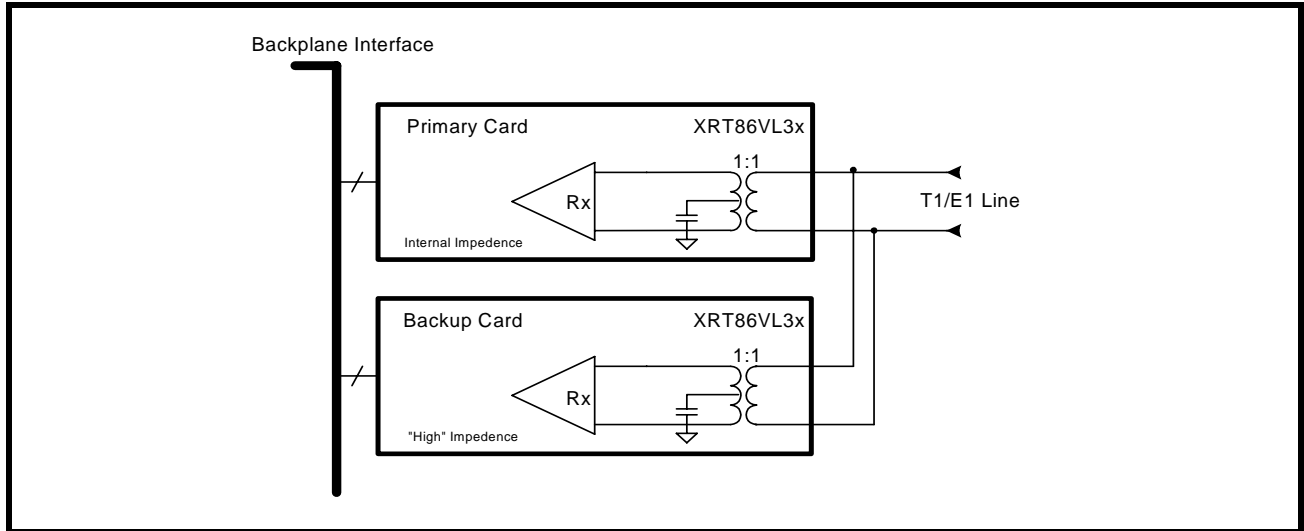 Backplane Interface
Primary Card XRT86VL3x
1:1
Rx
T1/E1 Line
Internal Impedence
Backup Card XRT86VL3x
1:1
Rx
"High" Impedence